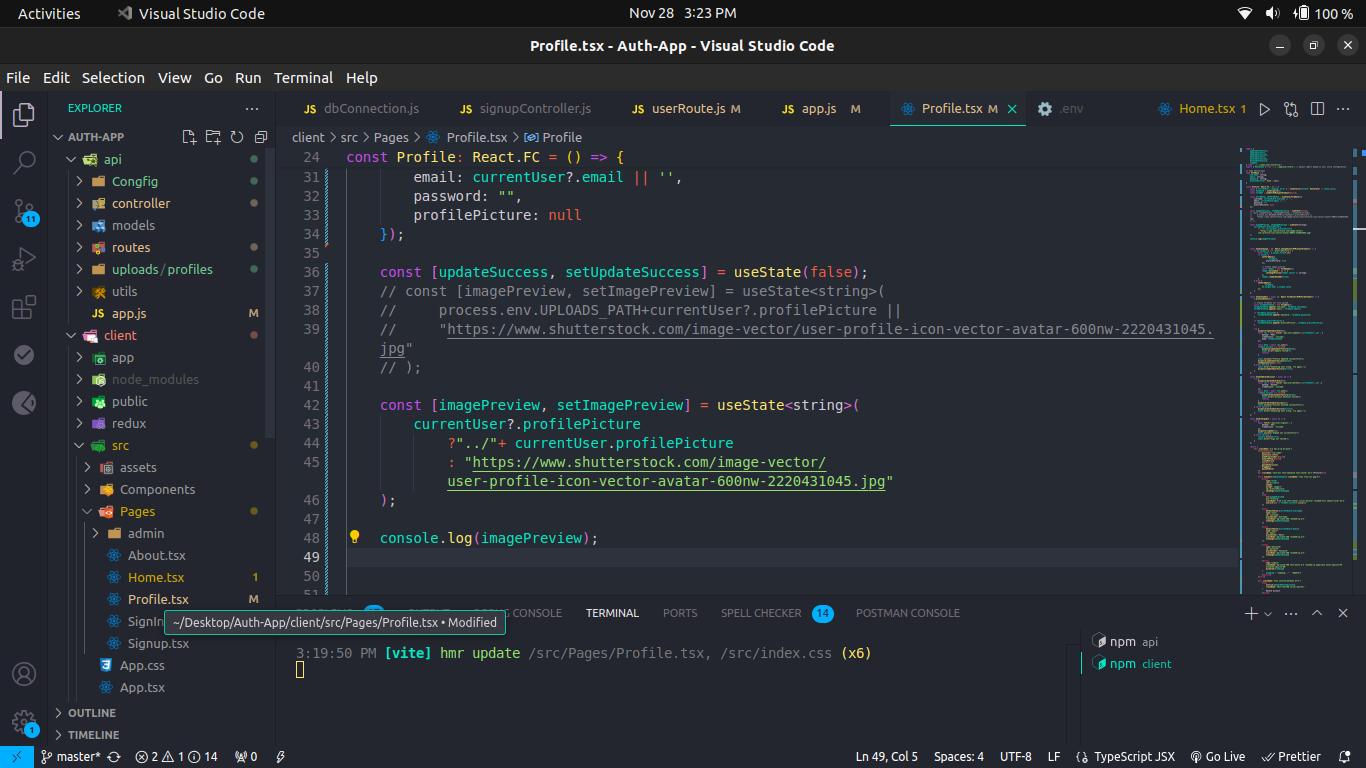 Activities Visual Studio Code Nov 28 3:23 PM 100 %
Profile.tsx - Auth-App - Visual Studio Code
File Edit Selection View Go Run Terminal Help
EXPLORER
AUTH-APP
api
Congfig
controller
models
routes
uploads/profiles
utils
JS app.js M
client
app
node_modules
public
redux
src
assets
Components
Pages
admin
About.tsx
Home.tsx 1
Profile.tsx M
Signup.tsx
App.css
App.tsx
OUTLINE
TIMELINE
11
1
~/Desktop/Auth-App/client/src/Pages/Profile.tsx • Modified
JS dbConnection.js JS signupController.js JS userRoute.js M JS app.js M Profile.tsx M .env Home.tsx 1
client > src > Pages > Profile.tsx > Profile
24 const Profile: React.FC = () => {
31 email: currentUser?.email || '',
32 password: "",
33 profilePicture: null
34 });
35
36 const [updateSuccess, setUpdateSuccess] = useState(false);
37 // const [imagePreview, setImagePreview] = useState<string>(
38 // process.env.UPLOADS_PATH+currentUser?.profilePicture ||
39 // "https://www.shutterstock.com/image-vector/user-profile-icon-vector-avatar-600nw-2220431045.
jpg"
40 // );
41
42 const [imagePreview, setImagePreview] = useState<string>(
43 currentUser?.profilePicture
44 ?"../"+ currentUser.profilePicture
45 : "https://www.shutterstock.com/image-vector/
user-profile-icon-vector-avatar-600nw-2220431045.jpg"
46 );
47
48 console.log(imagePreview);
49
50
CONSOLE TERMINAL PORTS SPELL CHECKER 14 POSTMAN CONSOLE
3:19:50 PM [vite] hmr update /src/Pages/Profile.tsx, /src/index.css (x6)
npm api
npm client
master* 2 1 14 0 Ln 49, Col 5 Spaces: 4 UTF-8 LF TypeScript JSX Go Live Prettier